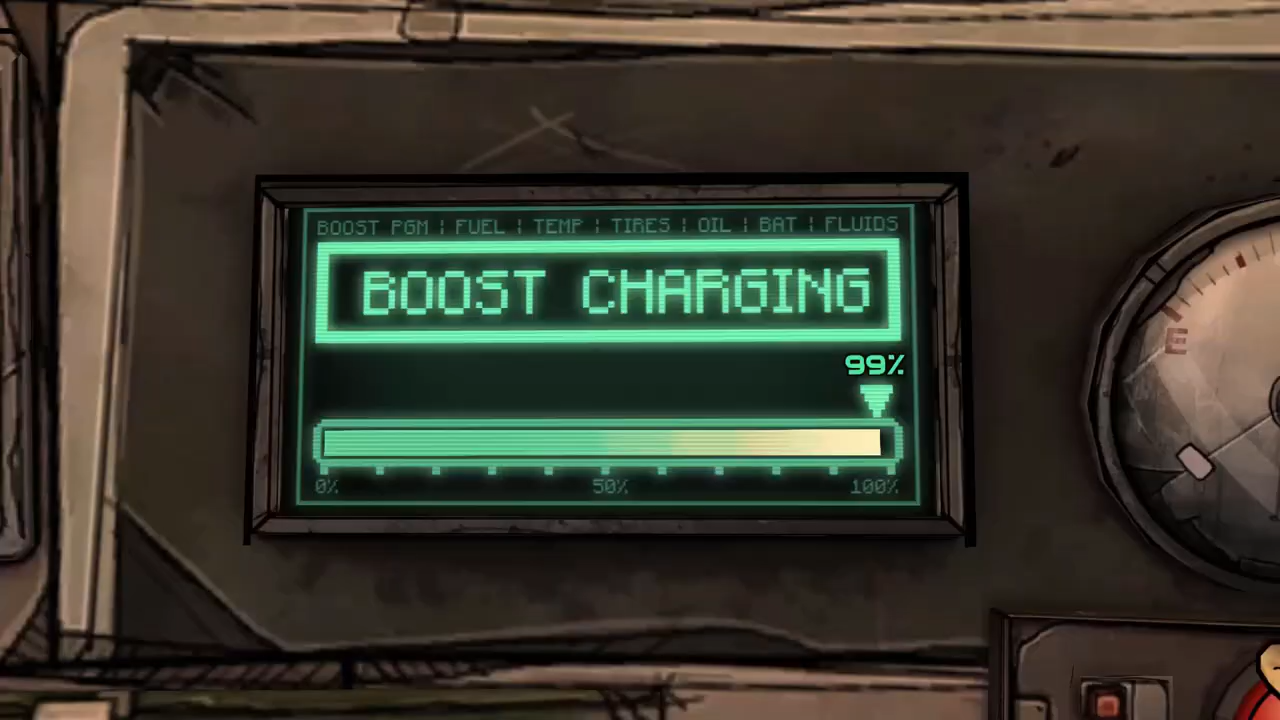 BOOST PGM ¦ FUEL ¦ TEMP ¦ TIRES ¦ OIL ¦ BAT ¦ FLUIDS
BOOST CHARGING
99%
0% 50% 100%
E